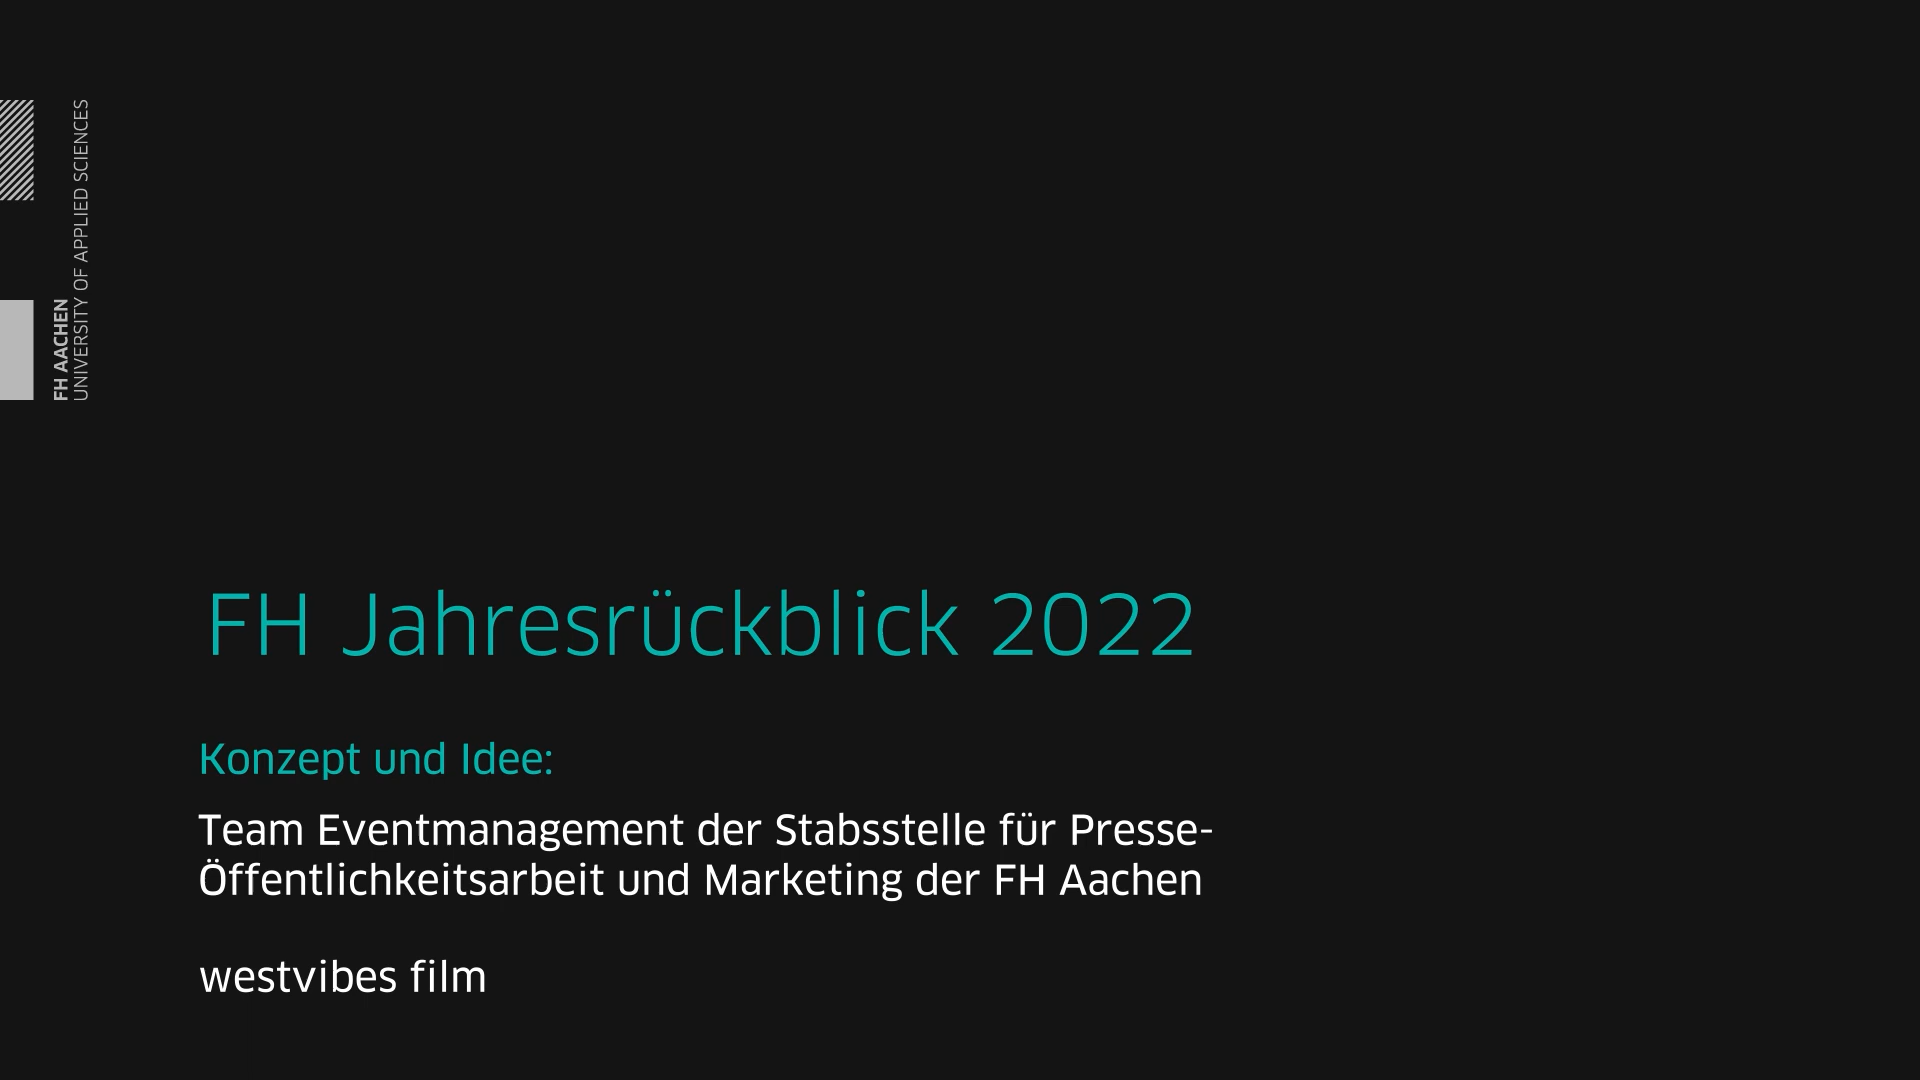 FH AACHEN
UNIVERSITY OF APPLIED SCIENCES
FH Jahresrückblick 2022
Konzept und Idee:
Team Eventmanagement der Stabsstelle für Presse-
Öffentlichkeitsarbeit und Marketing der FH Aachen
westvibes film